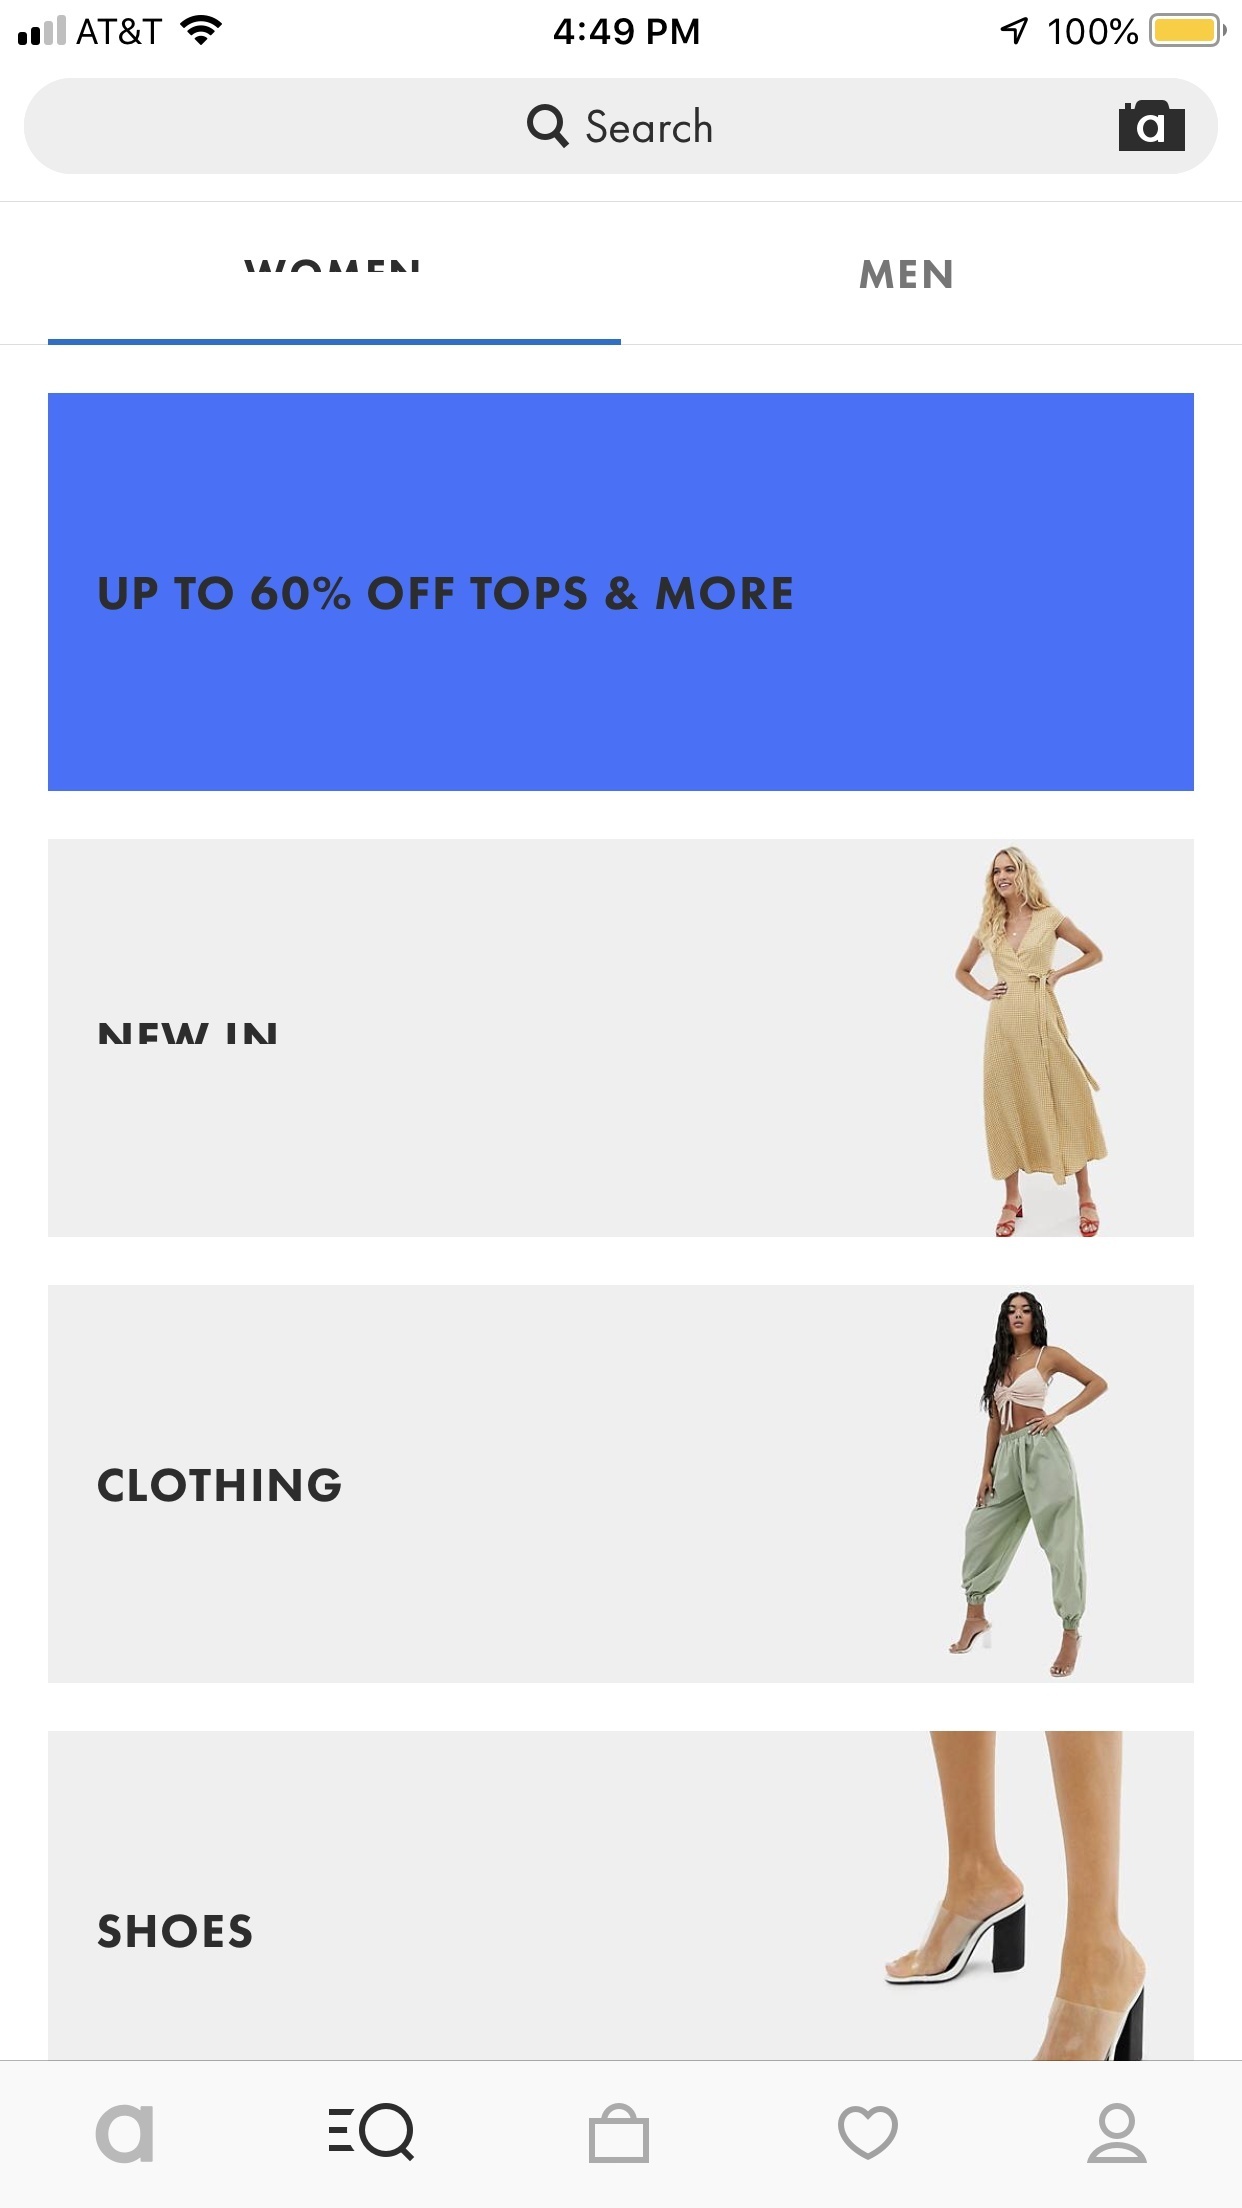 AT&T
4:49 PM
100%
Search
a
WOMEN
MEN
UP TO 60% OFF TOPS & MORE
NEW IN
CLOTHING
SHOES
a